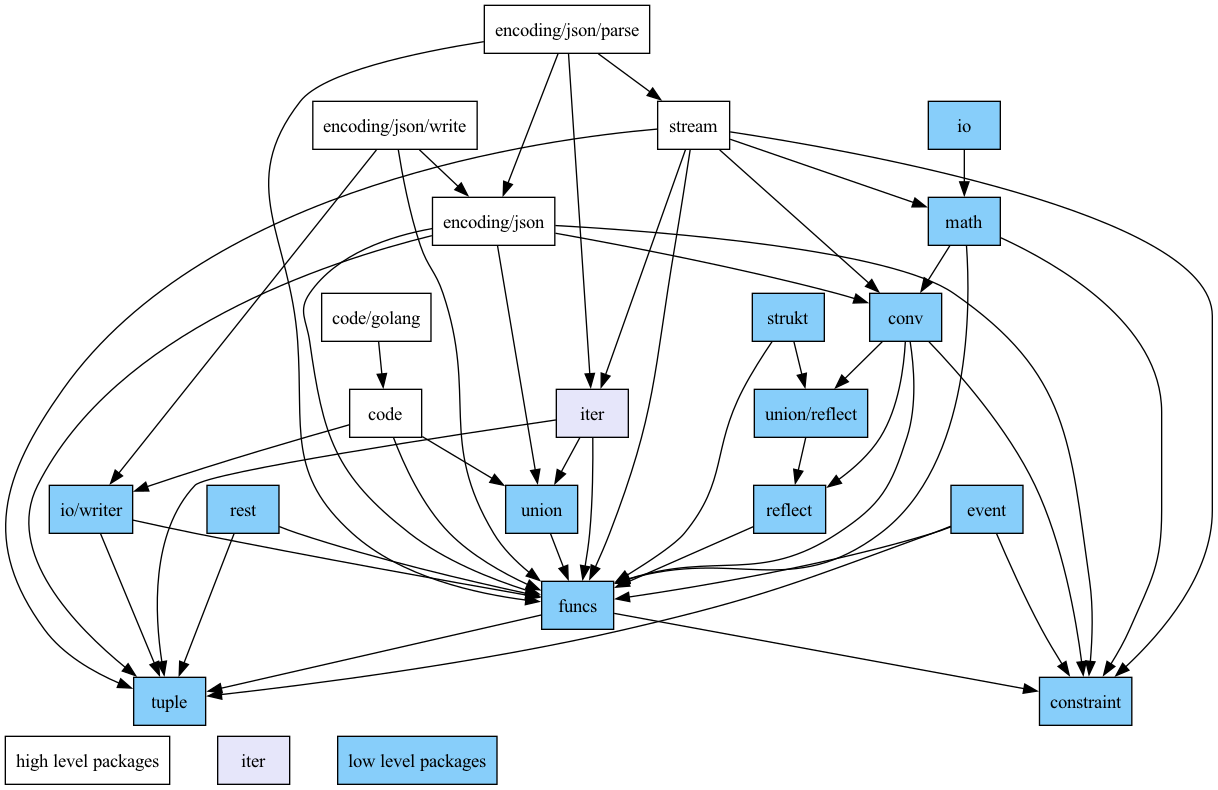 encoding/json/parse
encoding/json/write
stream
io
encoding/json
math
code/golang
strukt
conv
code
iter
union/reflect
io/writer
rest
union
reflect
event
funcs
tuple
constraint
high level packages
iter
low level packages